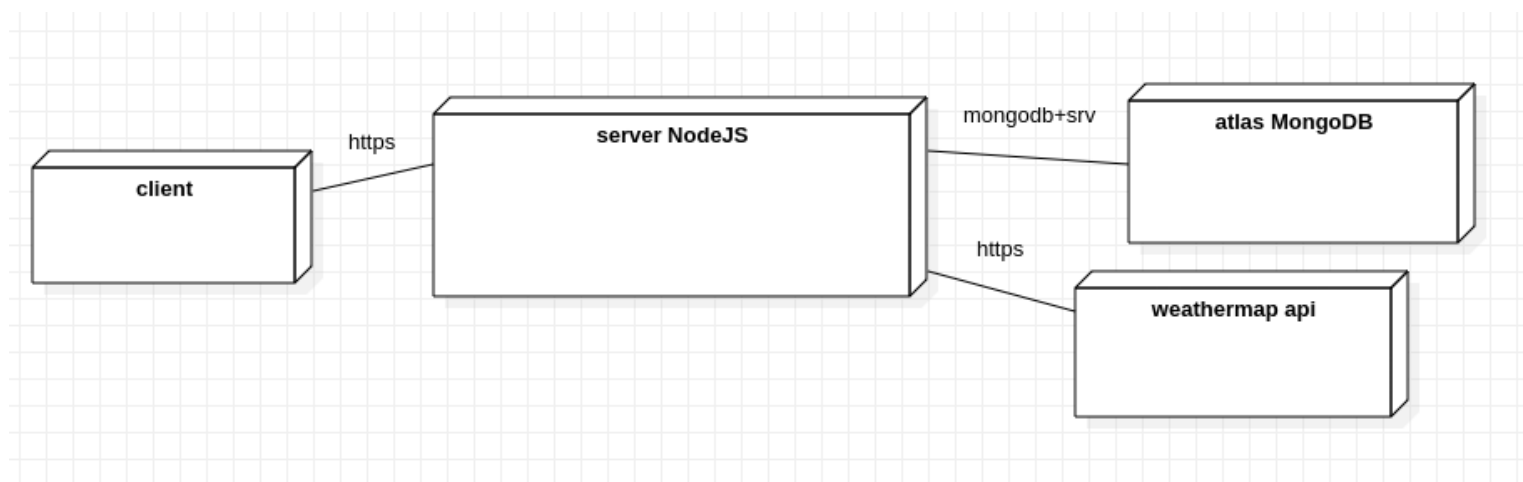 client
https
server NodeJS
mongodb+srv
atlas MongoDB
https
weathermap api